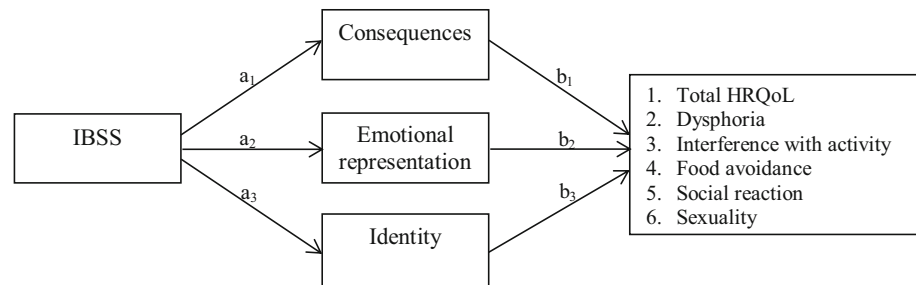 Consequences
a₁
b₁
IBSS
a₂
Emotional
representation
b₂
a₃
Identity
b₃
1. Total HRQoL
2. Dysphoria
3. Interference with activity
4. Food avoidance
5. Social reaction
6. Sexuality